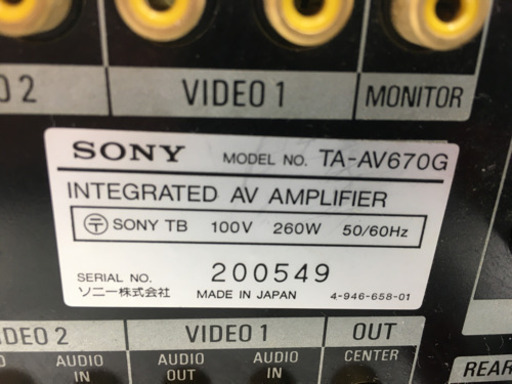 O 2 VIDEO 1 MONITOR
SONY MODEL NO. TA-AV670G
INTEGRATED AV AMPLIFIER
〒 SONY TB 100V 260W 50/60Hz
SERIAL NO. 200549
ソニー株式会社 MADE IN JAPAN 4-946-658-01
IDEO 2 VIDEO 1 OUT
AUDIO IN AUDIO OUT AUDIO IN CENTER
REAR